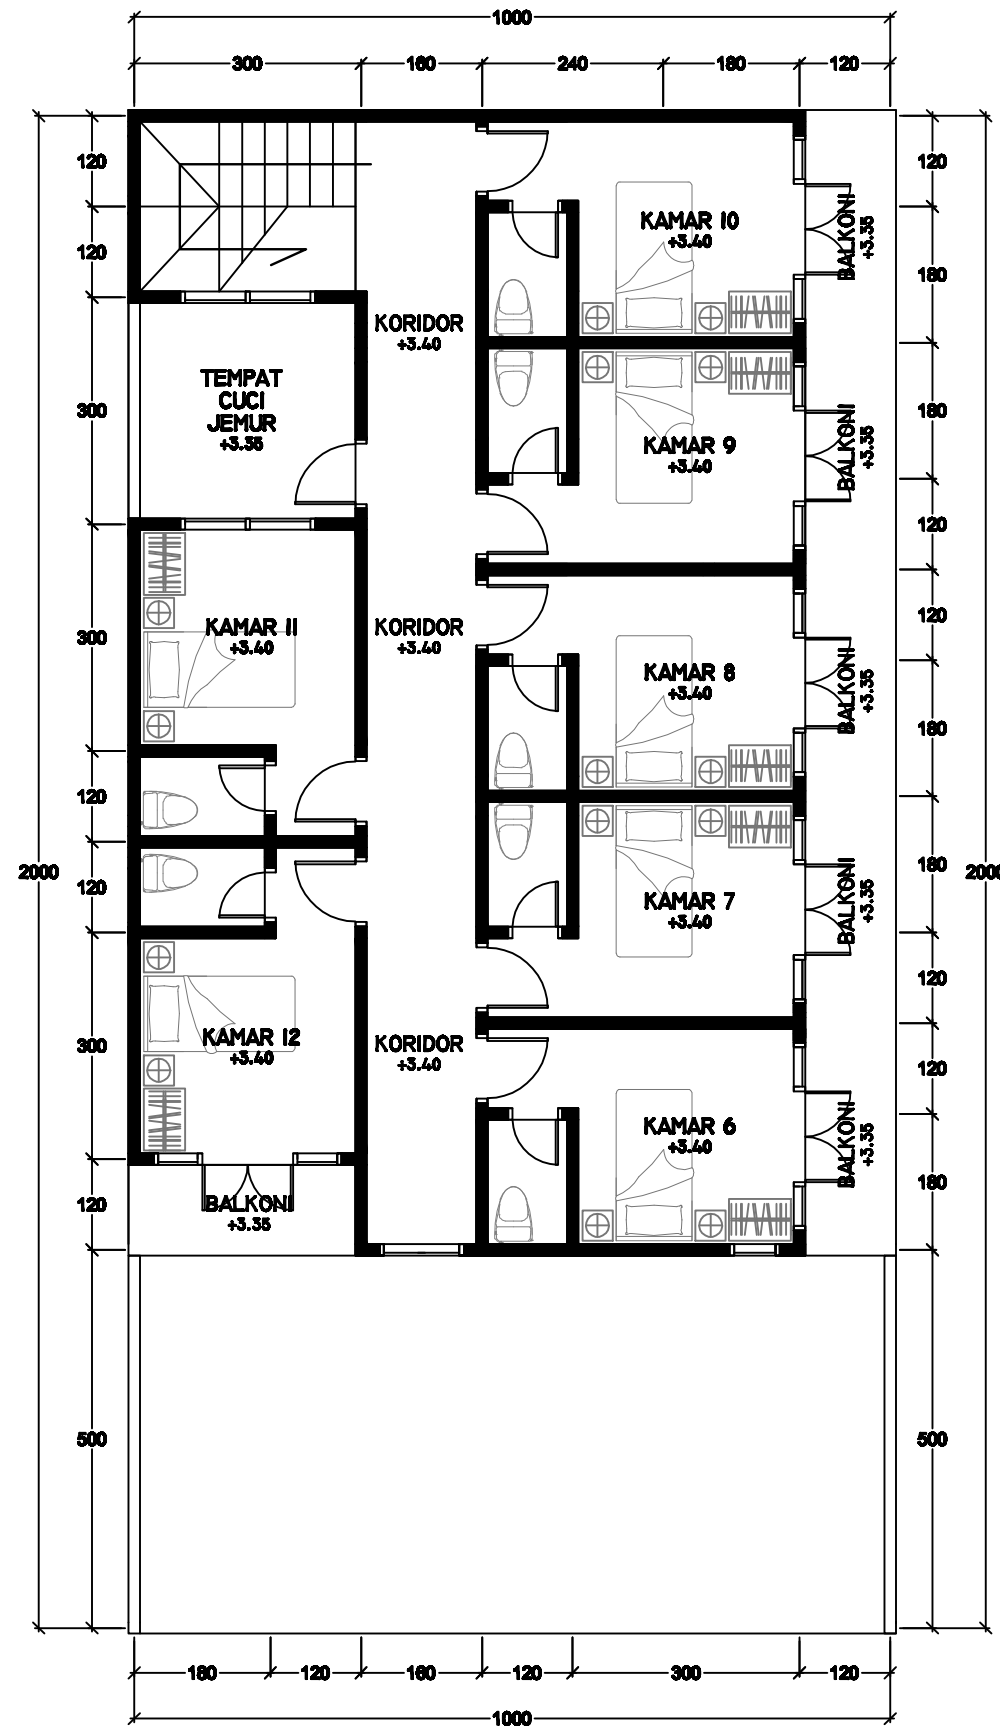 1000
300 160 240 180 120
120 120
KAMAR 10
+3.40
BALKONI
+3.35
120 180
KORIDOR
+3.40
TEMPAT
CUCI
JEMUR
+3.35
300 180
KAMAR 9
+3.40
BALKONI
+3.35
120
KAMAR 11
+3.40
KORIDOR
+3.40
300 120
KAMAR 8
+3.40
BALKONI
+3.35
180
120
2000 2000
120 180
KAMAR 7
+3.40
BALKONI
+3.35
120
KAMAR 12
+3.40
KORIDOR
+3.40
300 120
KAMAR 6
+3.40
BALKONI
+3.35
120 180
BALKONI
+3.35
500 500
180 120 160 120 300 120
1000